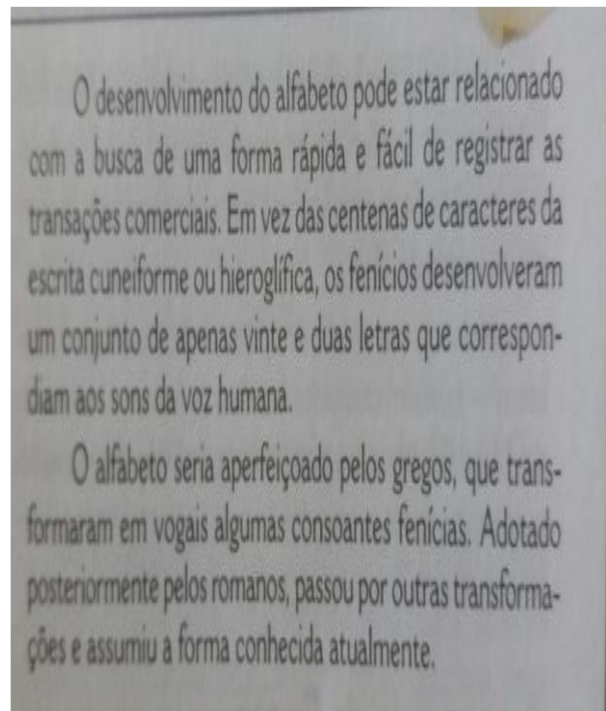 O desenvolvimento do alfabeto pode estar relacionado
com a busca de uma forma rápida e fácil de registrar as
transações comerciais. Em vez das centenas de caracteres da
escrita cuneiforme ou hieroglífica, os fenícios desenvolveram
um conjunto de apenas vinte e duas letras que correspon-
diam aos sons da voz humana.
O alfabeto seria aperfeiçoado pelos gregos, que trans-
formaram em vogais algumas consoantes fenícias. Adotado
posteriormente pelos romanos, passou por outras transforma-
ções e assumiu a forma conhecida atualmente.